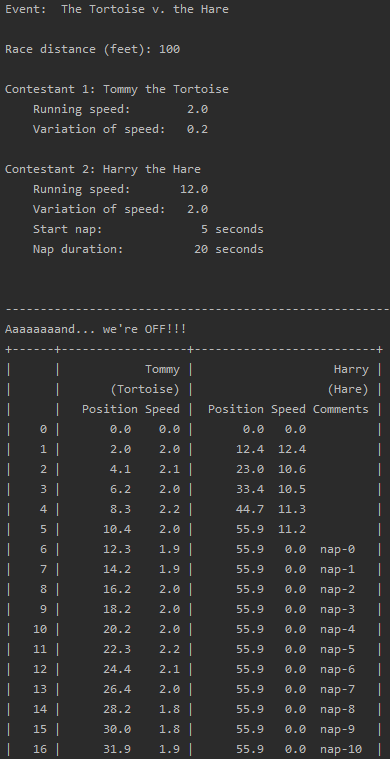 Event:  The Tortoise v. the Hare
Race distance (feet): 100
Contestant 1: Tommy the Tortoise
    Running speed:        2.0
    Variation of speed:   0.2
Contestant 2: Harry the Hare
    Running speed:       12.0
    Variation of speed:   2.0
    Start nap:              5 seconds
    Nap duration:          20 seconds
-------------------------------------------------------
Aaaaaaaand... we're OFF!!!
+------+------------------+--------------------------+
|      |            Tommy |                    Harry |
|      |       (Tortoise) |                   (Hare) |
|      |   Position Speed |  Position Speed Comments |
|    0 |        0.0   0.0 |       0.0   0.0          |
|    1 |        2.0   2.0 |      12.4  12.4          |
|    2 |        4.1   2.1 |      23.0  10.6          |
|    3 |        6.2   2.0 |      33.4  10.5          |
|    4 |        8.3   2.2 |      44.7  11.3          |
|    5 |       10.4   2.0 |      55.9  11.2          |
|    6 |       12.3   1.9 |      55.9   0.0  nap-0   |
|    7 |       14.2   1.9 |      55.9   0.0  nap-1   |
|    8 |       16.2   2.0 |      55.9   0.0  nap-2   |
|    9 |       18.2   2.0 |      55.9   0.0  nap-3   |
|   10 |       20.2   2.0 |      55.9   0.0  nap-4   |
|   11 |       22.3   2.2 |      55.9   0.0  nap-5   |
|   12 |       24.4   2.1 |      55.9   0.0  nap-6   |
|   13 |       26.4   2.0 |      55.9   0.0  nap-7   |
|   14 |       28.2   1.8 |      55.9   0.0  nap-8   |
|   15 |       30.0   1.8 |      55.9   0.0  nap-9   |
|   16 |       31.9   1.9 |      55.9   0.0  nap-10  |